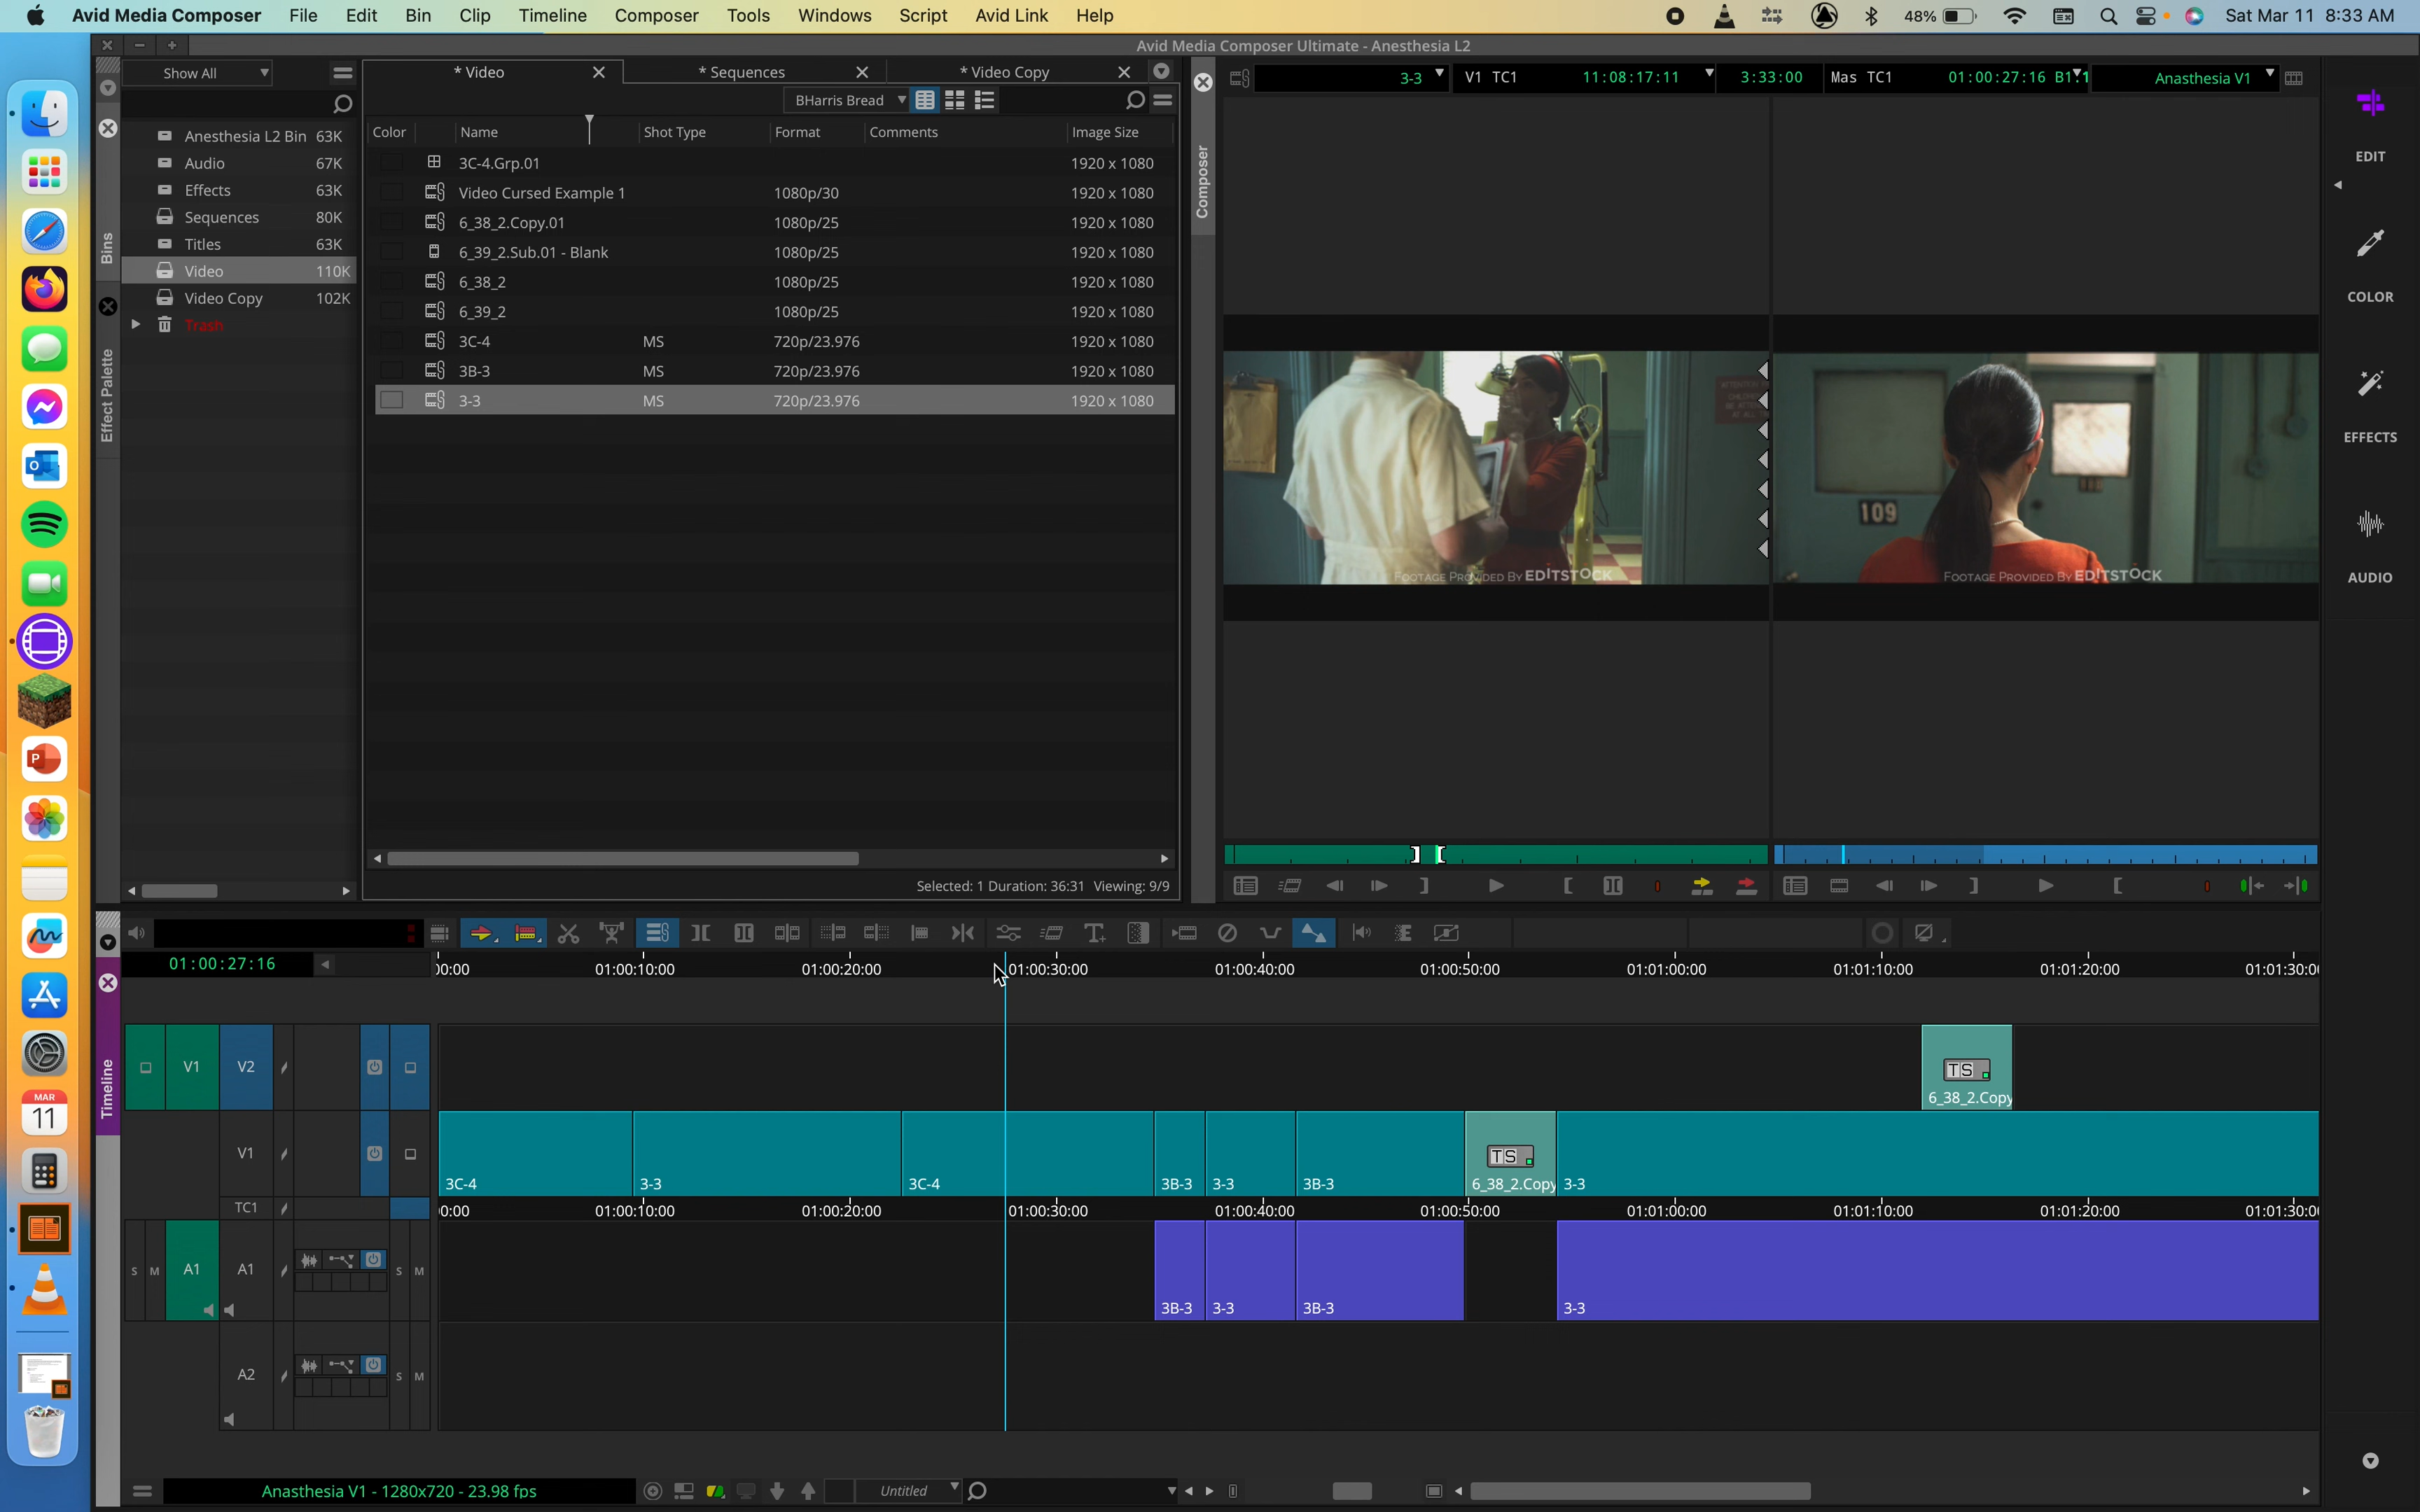 Avid Media Composer File Edit Bin Clip Timeline Composer Tools Windows Script Avid Link Help 48% Sat Mar 11 8:33 AM
Avid Media Composer Ultimate - Anesthesia L2
Show All
Anesthesia L2 Bin 63K
Audio 67K
Effects 63K
Sequences 80K
Titles 63K
Video 110K
Video Copy 102K
Trash
Bins
Effect Palette
* Video * Sequences * Video Copy
BHarris Bread
Color Name Shot Type Format Comments Image Size
3C-4.Grp.01 1920 x 1080
Video Cursed Example 1 1080p/30 1920 x 1080
6_38_2.Copy.01 1080p/25 1920 x 1080
6_39_2.Sub.01 - Blank 1080p/25 1920 x 1080
6_38_2 1080p/25 1920 x 1080
6_39_2 1080p/25 1920 x 1080
3C-4 MS 720p/23.976 1920 x 1080
3B-3 MS 720p/23.976 1920 x 1080
3-3 MS 720p/23.976 1920 x 1080
Selected: 1 Duration: 36:31 Viewing: 9/9
Composer
3-3 V1 TC1 11:08:17:11 3:33:00 Mas TC1 01:00:27:16 Anasthesia V1
FOOTAGE PROVIDED BY EDITSTOCK
109
FOOTAGE PROVIDED BY EDITSTOCK
EDIT
COLOR
EFFECTS
AUDIO
MAR
11
Timeline
01:00:27:16
00:00 01:00:10:00 01:00:20:00 01:00:30:00 01:00:40:00 01:00:50:00 01:01:00:00 01:01:10:00 01:01:20:00 01:01:30:0
V1 V2
TS
6_38_2.Copy
V1
TS
3C-4 3-3 3C-4 3B-3 3-3 3B-3 6_38_2.Copy 3-3
TC1 0:00 01:00:10:00 01:00:20:00 01:00:30:00 01:00:40:00 01:00:50:00 01:01:00:00 01:01:10:00 01:01:20:00 01:01:30:0
S M A1 A1 S M
3B-3 3-3 3B-3 3-3
A2 S M
Anasthesia V1 - 1280x720 - 23.98 fps Untitled